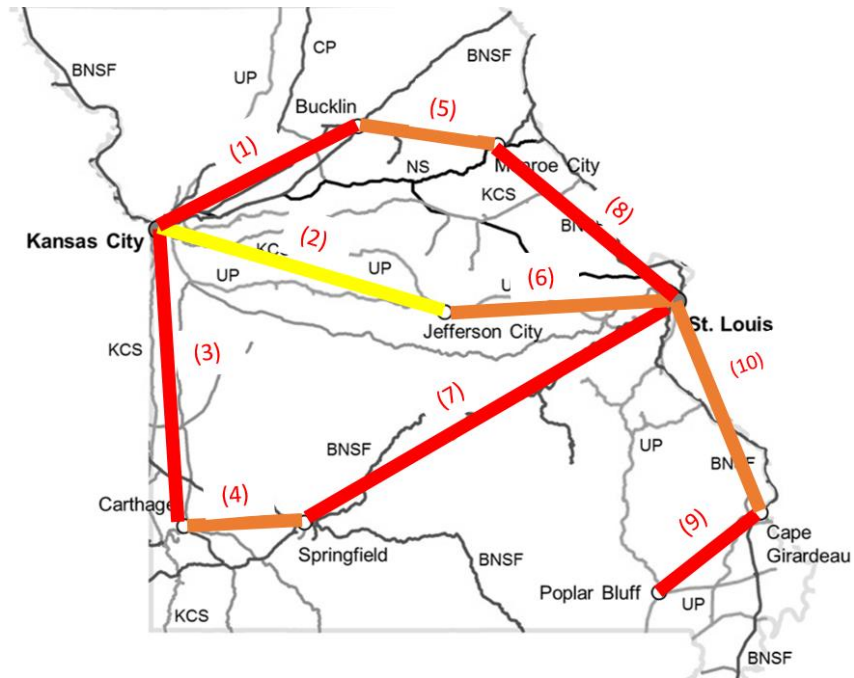 CP
BNSF
BNSF
UP
Bucklin
(5)
(1)
NS
Monroe City
KCS
(8)
Kansas City
(2)
UP
UP
(6)
Jefferson City
St. Louis
KCS
(3)
(10)
(7)
BNSF
UP
BNSF
Carthage
(4)
(9)
Springfield
BNSF
Cape
Girardeau
Poplar Bluff
UP
KCS
BNSF